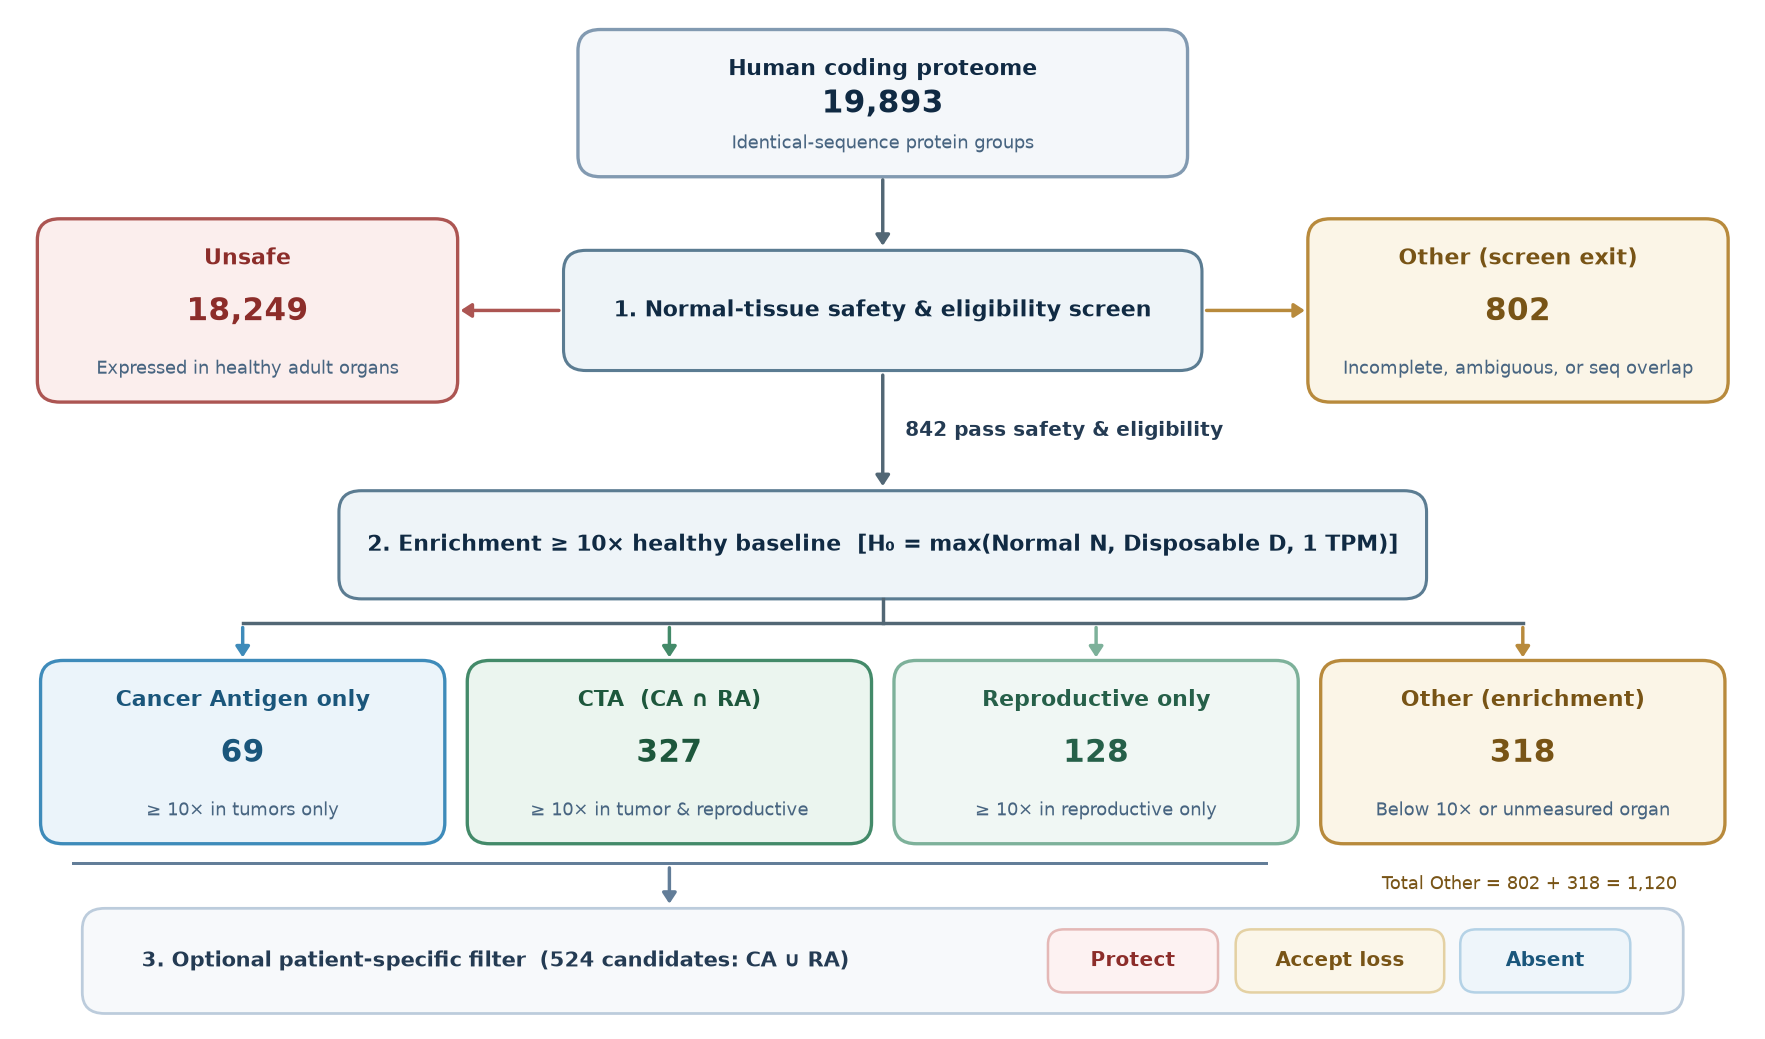 Human coding proteome
19,893
Identical-sequence protein groups
Unsafe
18,249
Expressed in healthy adult organs
1. Normal-tissue safety & eligibility screen
Other (screen exit)
802
Incomplete, ambiguous, or seq overlap
842 pass safety & eligibility
2. Enrichment ≥ 10× healthy baseline  [H₀ = max(Normal N, Disposable D, 1 TPM)]
Cancer Antigen only
69
≥ 10× in tumors only
CTA  (CA ∩ RA)
327
≥ 10× in tumor & reproductive
Reproductive only
128
≥ 10× in reproductive only
Other (enrichment)
318
Below 10× or unmeasured organ
Total Other = 802 + 318 = 1,120
3. Optional patient-specific filter  (524 candidates: CA ∪ RA)
Protect
Accept loss
Absent